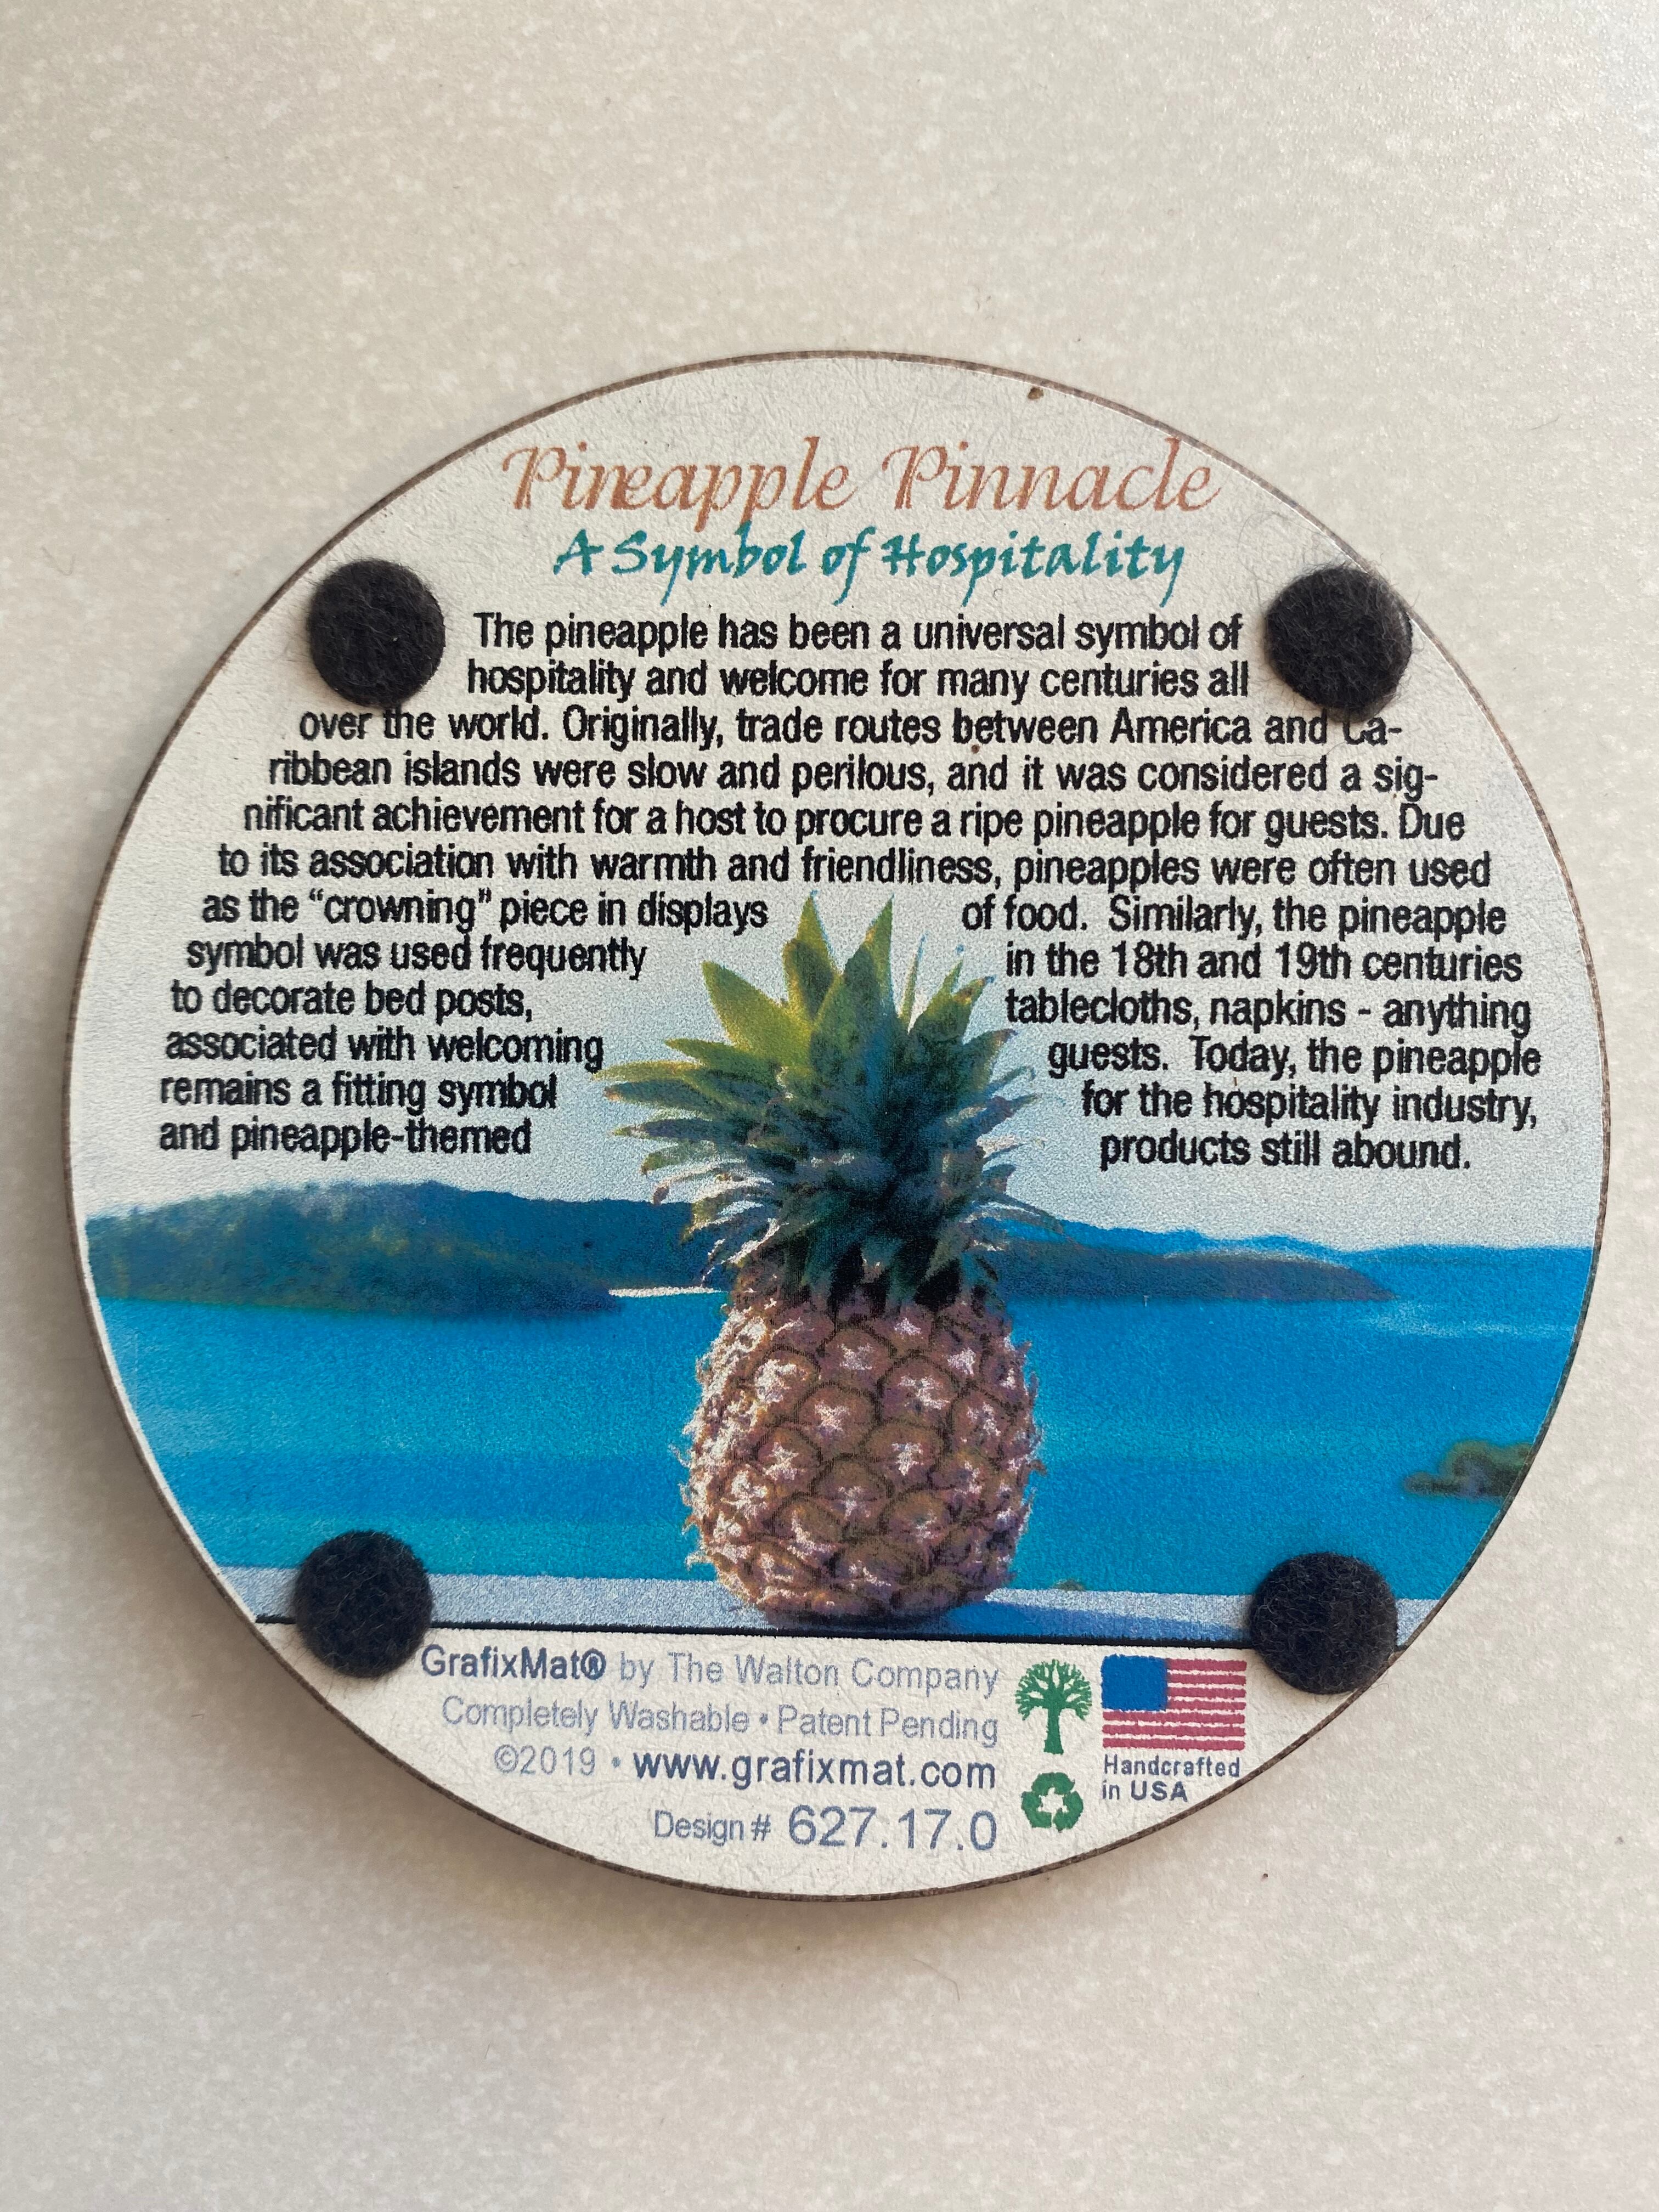 Pineapple Pinnacle
A Symbol of Hospitality
The pineapple has been a universal symbol of
hospitality and welcome for many centuries all
over the world. Originally, trade routes between America and Ca-
ribbean islands were slow and perilous, and it was considered a sig-
nificant achievement for a host to procure a ripe pineapple for guests. Due
to its association with warmth and friendliness, pineapples were often used
as the “crowning” piece in displays of food. Similarly, the pineapple
symbol was used frequently in the 18th and 19th centuries
to decorate bed posts, tablecloths, napkins - anything
associated with welcoming guests. Today, the pineapple
remains a fitting symbol for the hospitality industry,
and pineapple-themed products still abound.
GrafixMat® by The Walton Company
Completely Washable • Patent Pending
©2019 • www.grafixmat.com
Design # 627.17.0
Handcrafted
in USA